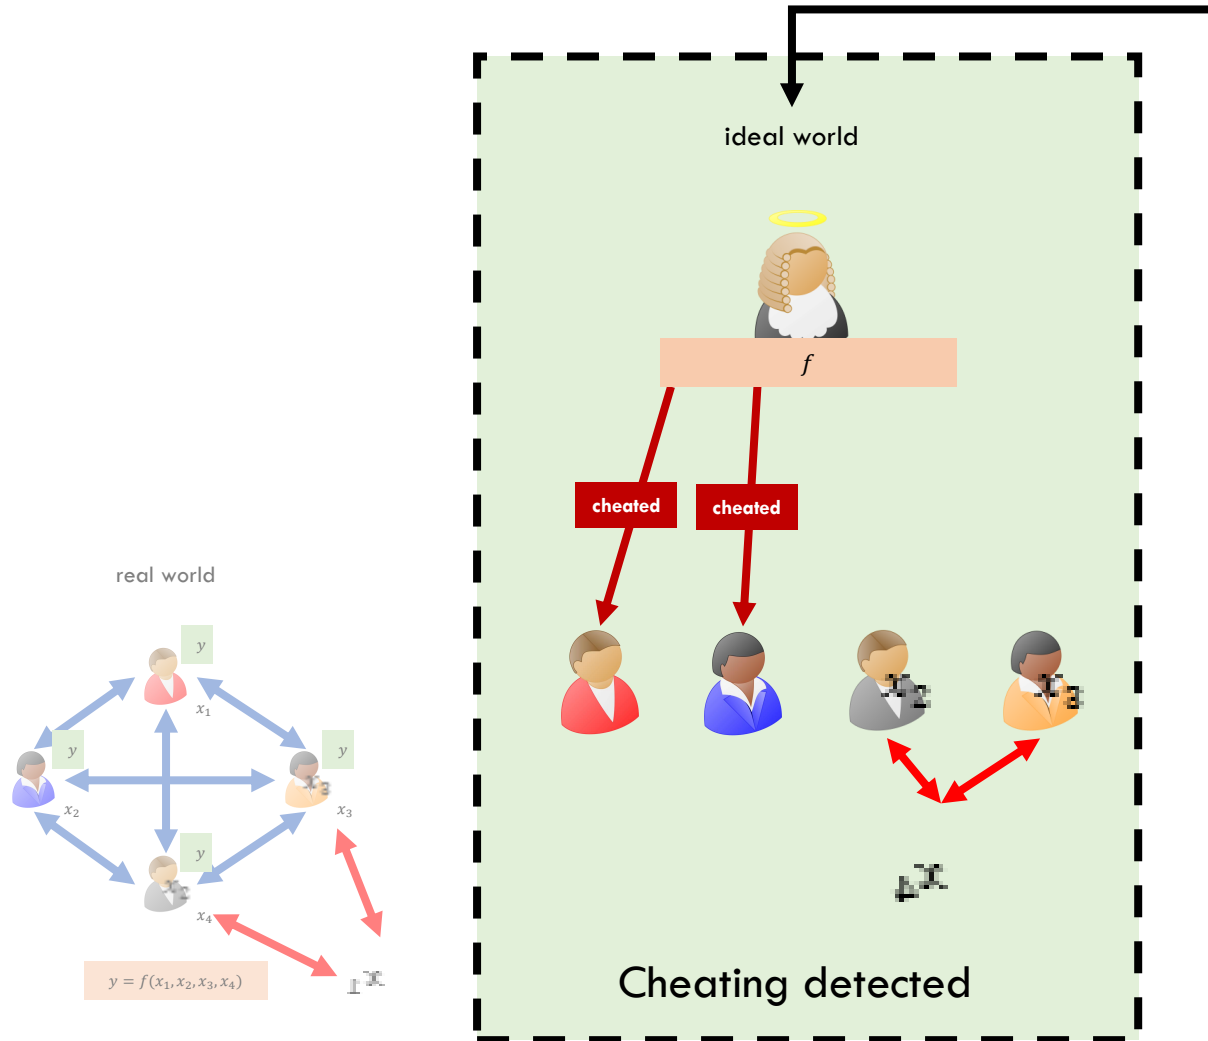 ideal world
f
cheated
cheated
real world
y
x₁
y
y
x₂
x₃
y
x₄
y = f(x₁, x₂, x₃, x₄)
Cheating detected